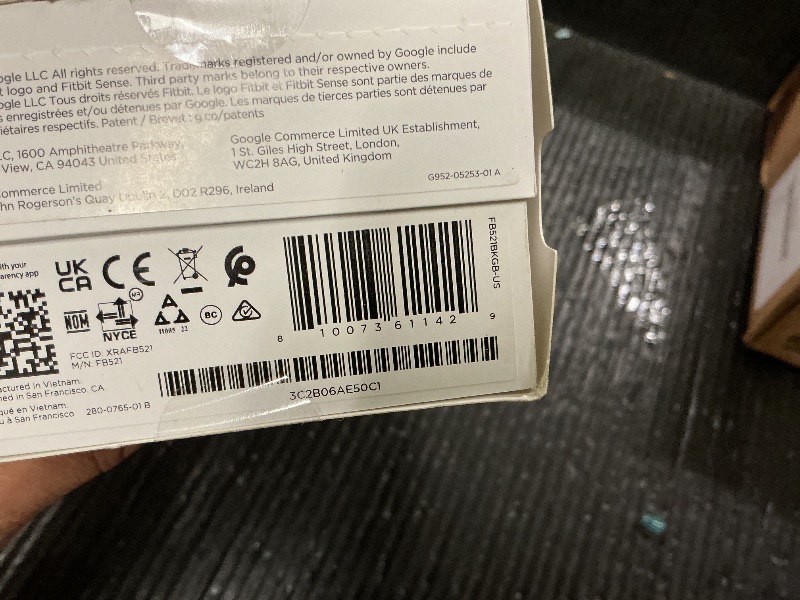 ogle LLC All rights reserved. Trademarks registered and/or owned by Google include
t logo and Fitbit Sense. Third party marks belong to their respective owners.
ogle LLC Tous droits réservés Fitbit. Le logo Fitbit et Fitbit Sense sont partie des marques de
s enregistrées et/ou détenues par Google. Les marques de tierces parties sont détenues par
iétaires respectifs. Patent / Brevet : g.co/patents
LC, 1600 Amphitheatre Parkway,
View, CA 94043 United States
Google Commerce Limited UK Establishment,
1 St. Giles High Street, London,
WC2H 8AG, United Kingdom
ommerce Limited
hn Rogerson's Quay Dublin 2, D02 R296, Ireland
G952-05253-01 A
ith your
arency app
UK
CA
CE
NOM
NYCE
BC
FCC ID: XRAFB521
M/N: FB521
actured in Vietnam.
ned in San Francisco, CA.
qué en Vietnam.
u à San Francisco
280-0765-01 B
8 10073 61142 9
FB521BKGB-US
3C2B06AE50C1